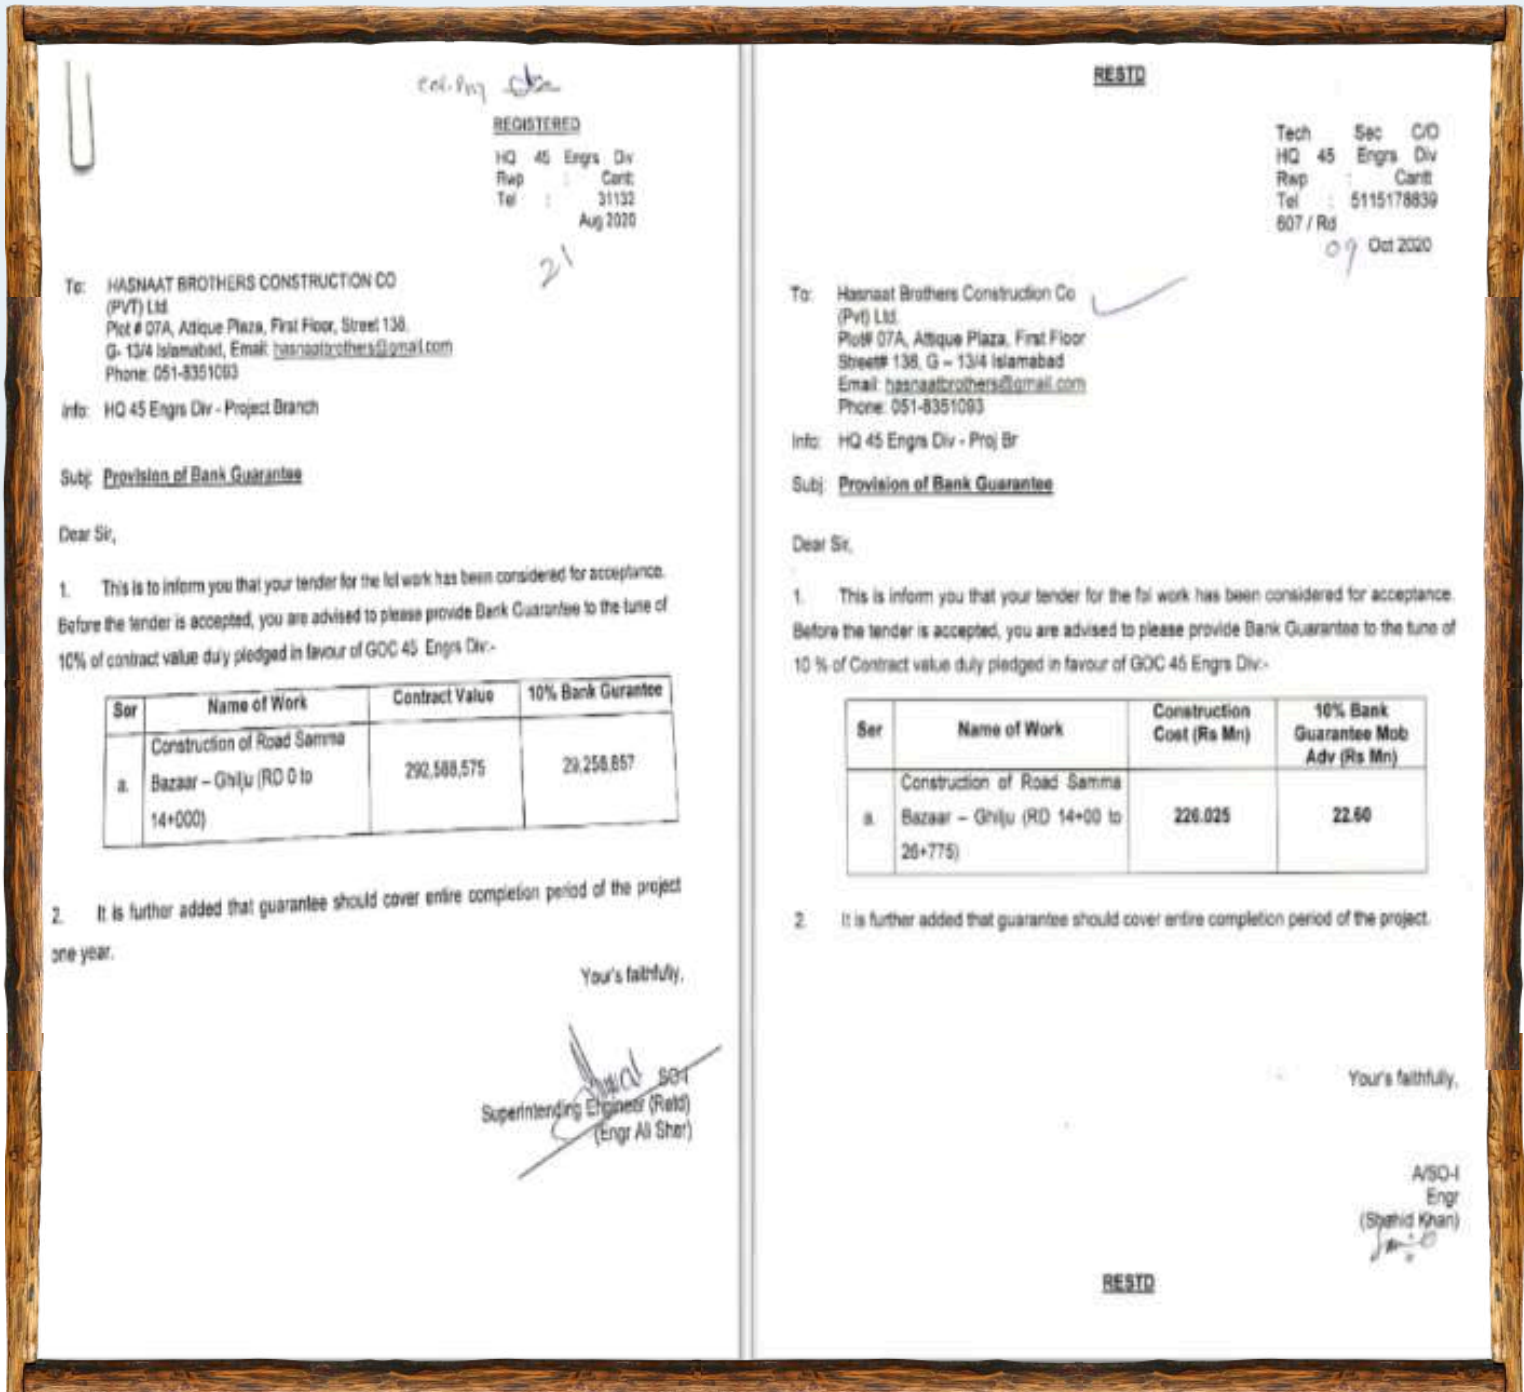 REGISTERED
HQ 45 Engrs Div
Rwp : Cantt
Tel : 31132
Aug 2020
21
To: HASNAAT BROTHERS CONSTRUCTION CO
(PVT) Ltd
Plot # 07A, Attique Plaza, First Floor, Street 138,
G- 13/4 Islamabad, Email: hasnaatbrothers@gmail.com
Phone: 051-8351093
Info: HQ 45 Engrs Div - Project Branch
Subj: Provision of Bank Guarantee
Dear Sir,
1. This is to inform you that your tender for the fol work has been considered for acceptance.
Before the tender is accepted, you are advised to please provide Bank Guarantee to the tune of
10% of contract value duly pledged in favour of GOC 45 Engrs Div:-
Ser Name of Work Contract Value 10% Bank Gurantee
a. Construction of Road Samma
Bazaar – Ghilju (RD 0 to
14+000)
292,588,575 29,258,857
2. It is further added that guarantee should cover entire completion period of the project
one year.
Your's faithfully,
SO-I
Superintending Engineer (Retd)
(Engr Ali Sher)
RESTD
Tech Sec C/O
HQ 45 Engrs Div
Rwp : Cantt
Tel : 5115178839
607 / Rd
09 Oct 2020
To: Hasnaat Brothers Construction Co
(Pvt) Ltd.
Plot# 07A, Attique Plaza, First Floor
Street# 138, G – 13/4 Islamabad
Email: hasnaatbrothers@gmail.com
Phone: 051-8351093
Info: HQ 45 Engrs Div - Proj Br
Subj: Provision of Bank Guarantee
Dear Sir,
1. This is inform you that your tender for the fol work has been considered for acceptance.
Before the tender is accepted, you are advised to please provide Bank Guarantee to the tune of
10 % of Contract value duly pledged in favour of GOC 45 Engrs Div:-
Ser Name of Work Construction
Cost (Rs Mn) 10% Bank
Guarantee Mob
Adv (Rs Mn)
a. Construction of Road Samma
Bazaar – Ghilju (RD 14+00 to
26+775)
226.025 22.60
2. It is further added that guarantee should cover entire completion period of the project.
Your's faithfully,
A/SO-I
Engr
(Shahid Khan)
RESTD